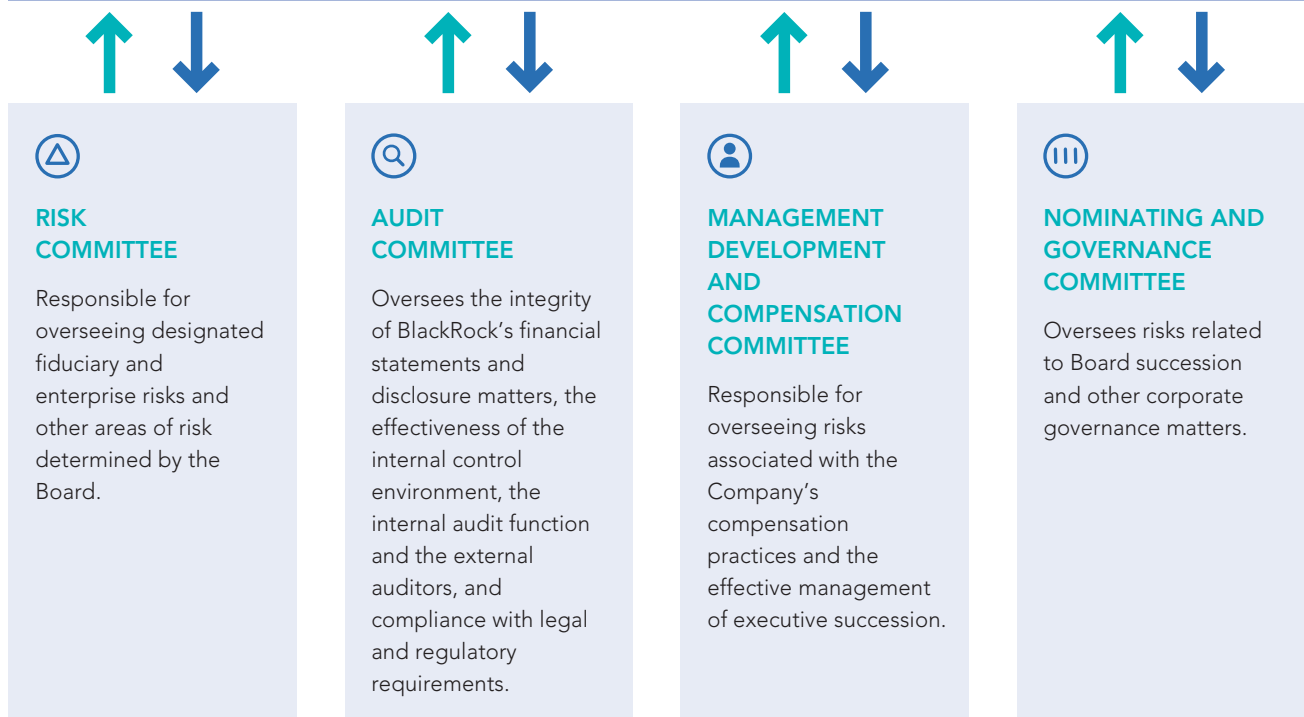 RISK
COMMITTEE
Responsible for
overseeing designated
fiduciary and
enterprise risks and
other areas of risk
determined by the
Board.
AUDIT
COMMITTEE
Oversees the integrity
of BlackRock's financial
statements and
disclosure matters, the
effectiveness of the
internal control
environment, the
internal audit function
and the external
auditors, and
compliance with legal
and regulatory
requirements.
MANAGEMENT
DEVELOPMENT
AND
COMPENSATION
COMMITTEE
Responsible for
overseeing risks
associated with the
Company's
compensation
practices and the
effective management
of executive succession.
NOMINATING AND
GOVERNANCE
COMMITTEE
Oversees risks related
to Board succession
and other corporate
governance matters.